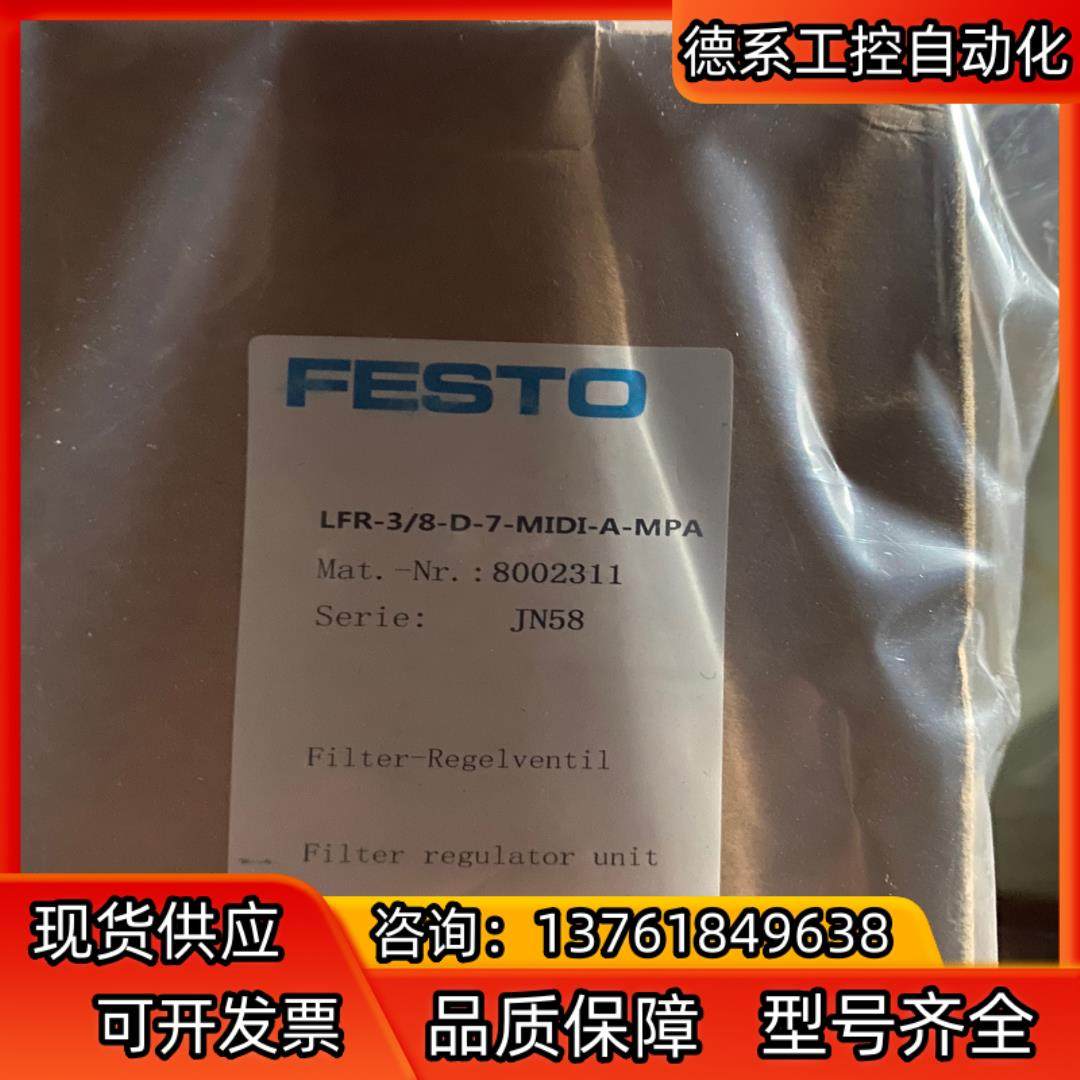 德系工控自动化
FESTO
LFR-3/8-D-7-MIDI-A-MPA
Mat.-Nr.:8002311
Serie: JN58
Filter-Regelventil
Filter regulator unit
现货供应
咨询：13761849638
可开发票 品质保障 型号齐全